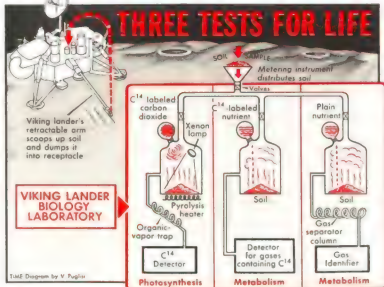 THREE TESTS FOR LIFE
SOIL SAMPLE
Metering instrument
distributes soil
Valves
Viking lander's
retractable arm
scoops up soil
and dumps it
into receptacle
C14 labeled
carbon
dioxide
Xenon
lamp
C14-labeled
nutrient
Plain
nutrient
Pyrolysis
heater
Organic-
vapor trap
Soil
Soil
Gas
separator
column
VIKING LANDER
BIOLOGY
LABORATORY
C14
Detector
Detector
for gases
containing C14
Gas
Identifier
TIME Diagram by V. Puglisi
Photosynthesis
Metabolism
Metabolism